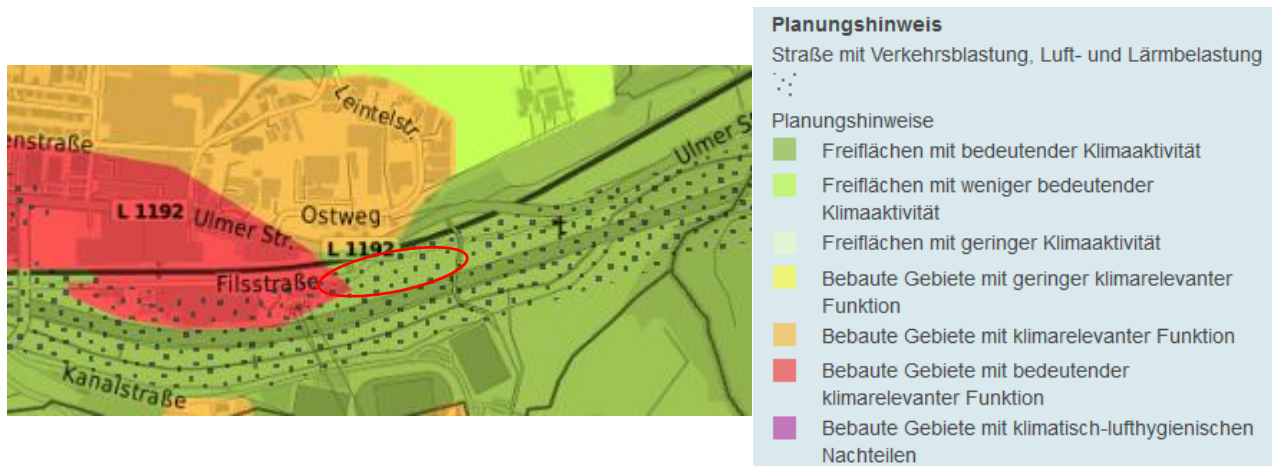 Leintelstr.
enstraße
Ulmer S
L 1192
Ulmer Str.
Ostweg
L 1192
Filsstraße
Kanalstraße
Planungshinweis
Straße mit Verkehrsblastung, Luft- und Lärmbelastung
Planungshinweise
Freiflächen mit bedeutender Klimaaktivität
Freiflächen mit weniger bedeutender
Klimaaktivität
Freiflächen mit geringer Klimaaktivität
Bebaute Gebiete mit geringer klimarelevanter
Funktion
Bebaute Gebiete mit klimarelevanter Funktion
Bebaute Gebiete mit bedeutender
klimarelevanter Funktion
Bebaute Gebiete mit klimatisch-lufthygienischen
Nachteilen